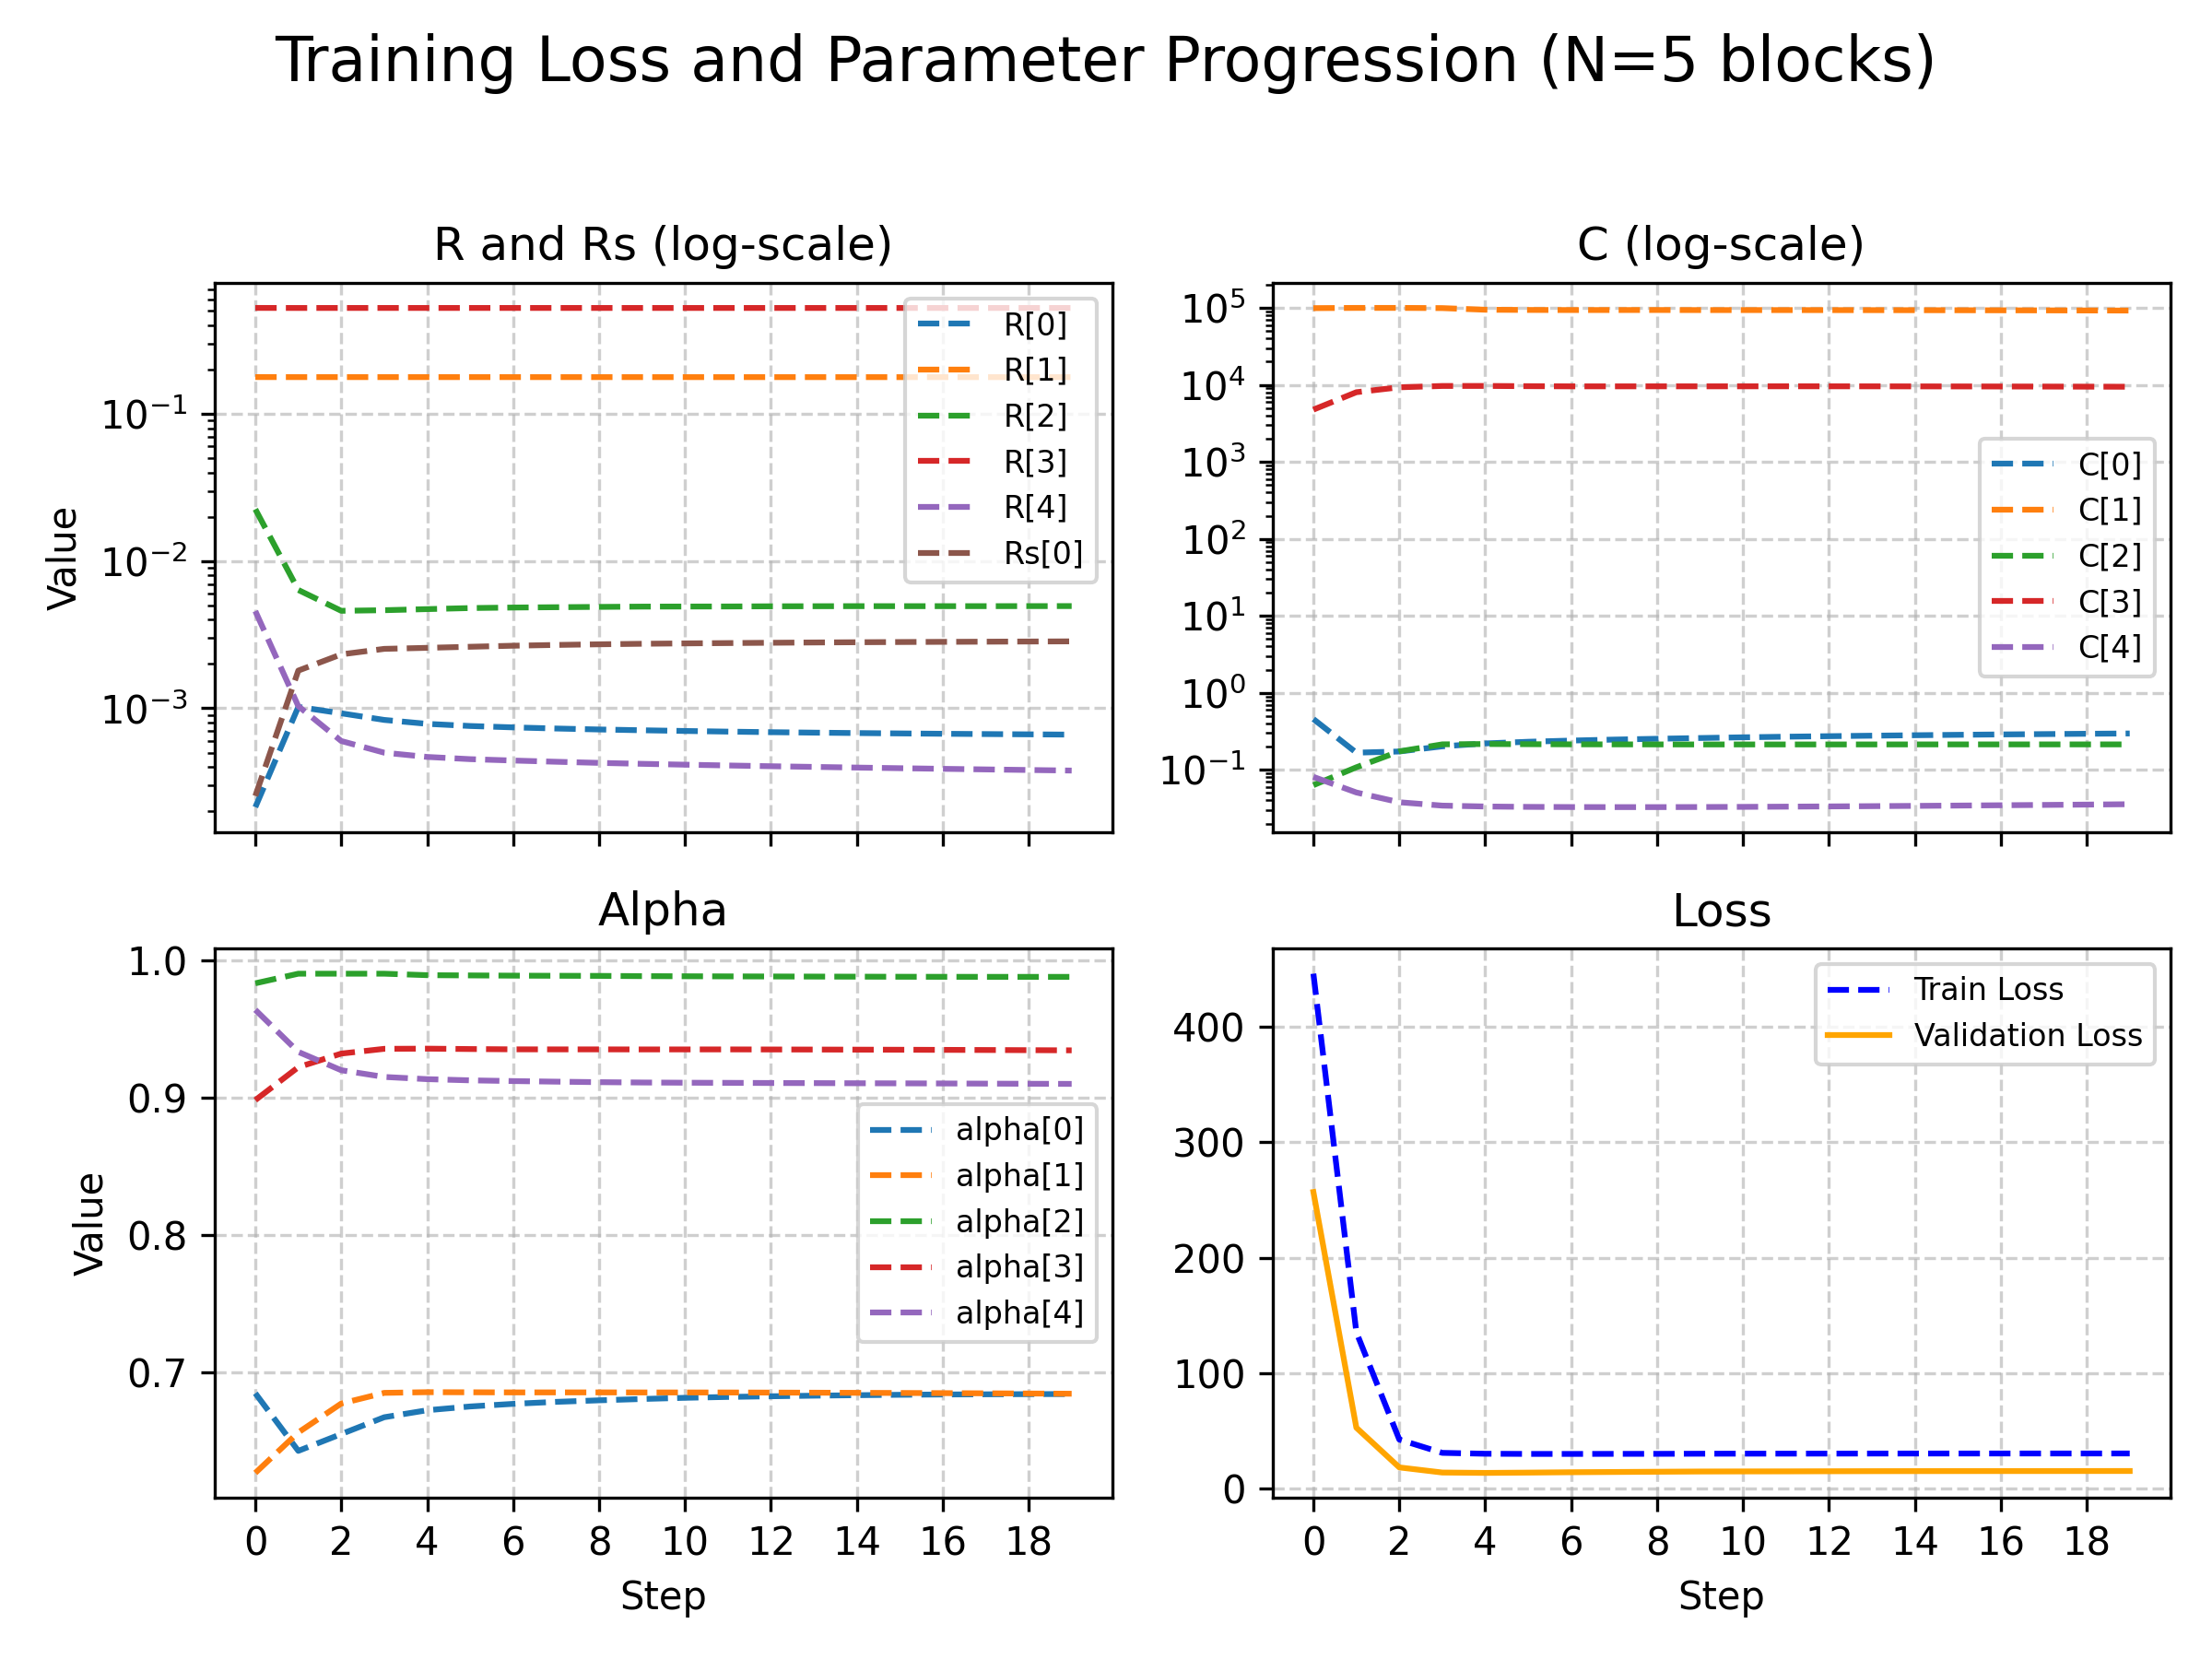 Training Loss and Parameter Progression (N=5 blocks)
R and Rs (log-scale)
Value
10⁻¹
10⁻²
10⁻³
R[0]
R[1]
R[2]
R[3]
R[4]
Rs[0]
C (log-scale)
10⁵
10⁴
10³
10²
10¹
10⁰
10⁻¹
C[0]
C[1]
C[2]
C[3]
C[4]
Alpha
Value
1.0
0.9
0.8
0.7
alpha[0]
alpha[1]
alpha[2]
alpha[3]
alpha[4]
0 2 4 6 8 10 12 14 16 18
Step
Loss
400
300
200
100
0
Train Loss
Validation Loss
0 2 4 6 8 10 12 14 16 18
Step